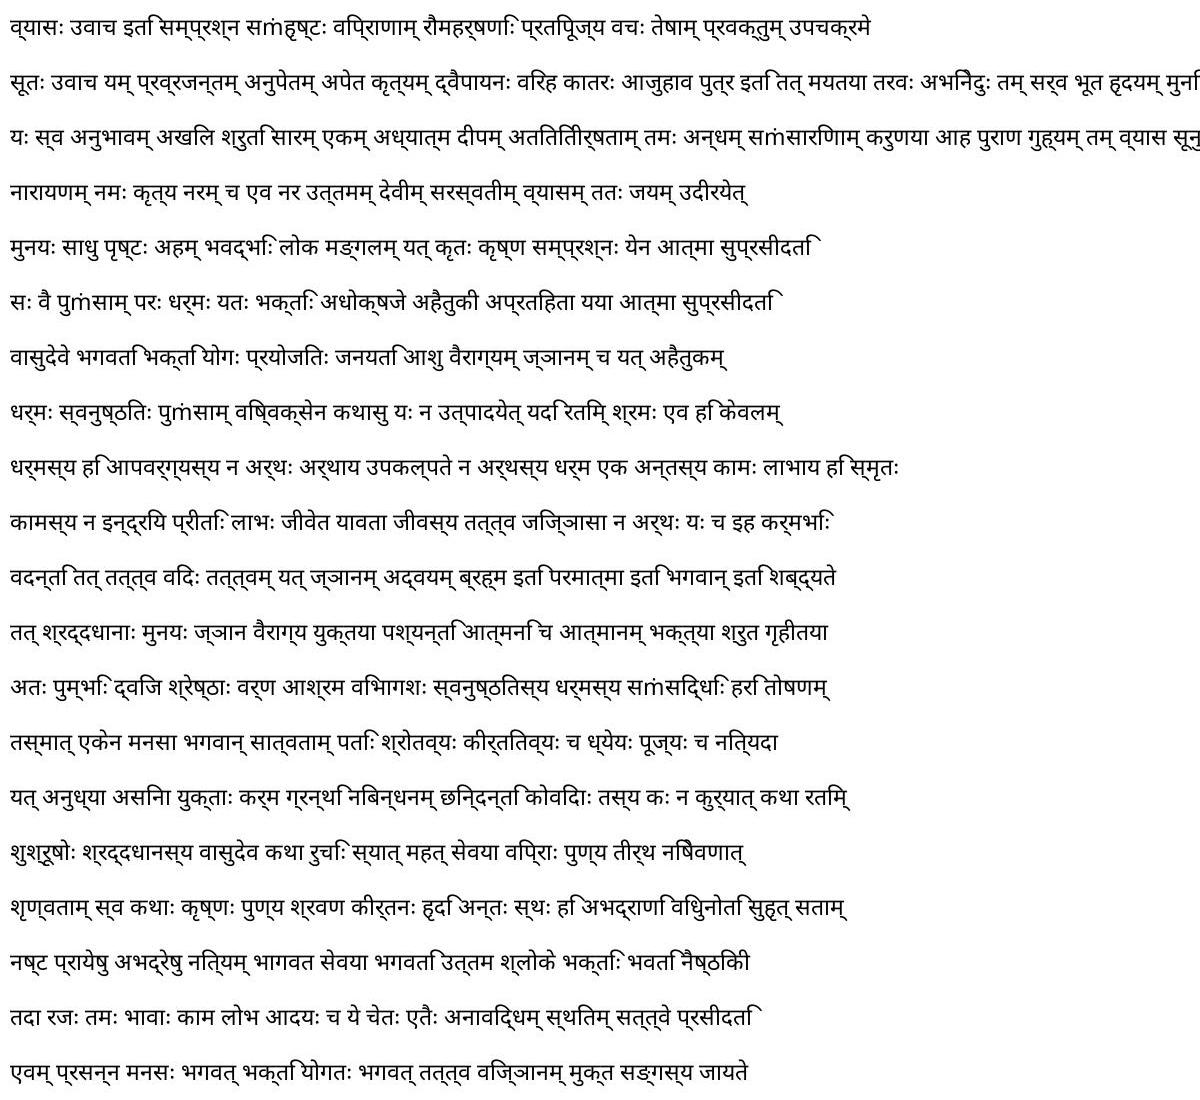 व्यासः उवाच इति सम्प्रश्न सṁहृष्टः विप्राणाम् रौमहर्षणिः प्रतिपूज्य वचः तेषाम् प्रवक्तुम् उपचक्रमे
सूतः उवाच यम् प्रव्रजन्तम् अनुपेतम् अपेत कृत्यम् द्वैपायनः विरह कातरः आजुहाव पुत्र इति तत् मयतया तरवः अभिनेदुः तम् सर्व भूत हृदयम् मुनि
यः स्व अनुभावम् अखिल श्रुति सारम् एकम् अध्यात्म दीपम् अतितितीर्षताम् तमः अन्धम् सṁसारिणाम् करुणया आह पुराण गुह्यम् तम् व्यास सूनु
नारायणम् नमः कृत्य नरम् च एव नर उत्तमम् देवीम् सरस्वतीम् व्यासम् ततः जयम् उदीरयेत्
मुनयः साधु पृष्टः अहम् भवद्भिः लोक मङ्गलम् यत् कृतः कृष्ण सम्प्रश्नः येन आत्मा सुप्रसीदति
सः वै पुṁसाम् परः धर्मः यतः भक्तिः अधोक्षजे अहैतुकी अप्रतिहता यया आत्मा सुप्रसीदति
वासुदेवे भगवति भक्ति योगः प्रयोजितः जनयति आशु वैराग्यम् ज्ञानम् च यत् अहैतुकम्
धर्मः स्वनुष्ठितः पुṁसाम् विष्विक्सेन कथासु यः न उत्पादयेत् यदि रतिम् श्रमः एव हि केवलम्
धर्मस्य हि आपवर्ग्यस्य न अर्थः अर्थाय उपकल्पते न अर्थस्य धर्म एक अन्तस्य कामः लाभाय हि स्मृतः
कामस्य न इन्द्रिय प्रीतिः लाभः जीवेत यावता जीवस्य तत्त्व जिज्ञासा न अर्थः यः च इह कर्मभिः
वदन्ति तत् तत्त्व विदः तत्त्वम् यत् ज्ञानम् अद्वयम् ब्रह्म इति परमात्मा इति भगवान् इति शब्द्यते
तत् श्रद्दधानाः मुनयः ज्ञान वैराग्य युक्तया पश्यन्ति आत्मनि च आत्मानम् भक्त्या श्रुत गृहीतया
अतः पुम्भिः द्विज श्रेष्ठाः वर्ण आश्रम विभागशः स्वनुष्ठितस्य धर्मस्य सṁसिद्धिः हरि तोषणम्
तस्मात् एकेन मनसा भगवान् सात्वताम् पतिः श्रोतव्यः कीर्तितव्यः च ध्येयः पूज्यः च नित्यदा
यत् अनुध्या असिना युक्ताः कर्म ग्रन्थि निबन्धनम् छिन्दन्ति कोविदाः तस्य कः न कुर्यात् कथा रतिम्
शुश्रूषोः श्रद्दधानस्य वासुदेव कथा रुचिः स्यात् महत् सेवया विप्राः पुण्य तीर्थ निषेवणात्
शृण्वताम् स्व कथाः कृष्णः पुण्य श्रवण कीर्तनः हृदि अन्तः स्थः हि अभद्राणि विधुनोति सुहृत् सताम्
नष्ट प्रायेषु अभद्रेषु नित्यम् भागवत सेवया भगवति उत्तम श्लोके भक्तिः भवति नैष्ठिकी
तदा रजः तमः भावाः काम लोभ आदयः च ये चेतः एतैः अनाविद्धम् स्थितम् सत्त्वे प्रसीदति
एवम् प्रसन्न मनसः भगवत् भक्ति योगतः भगवत् तत्त्व विज्ञानम् मुक्त सङ्गस्य जायते